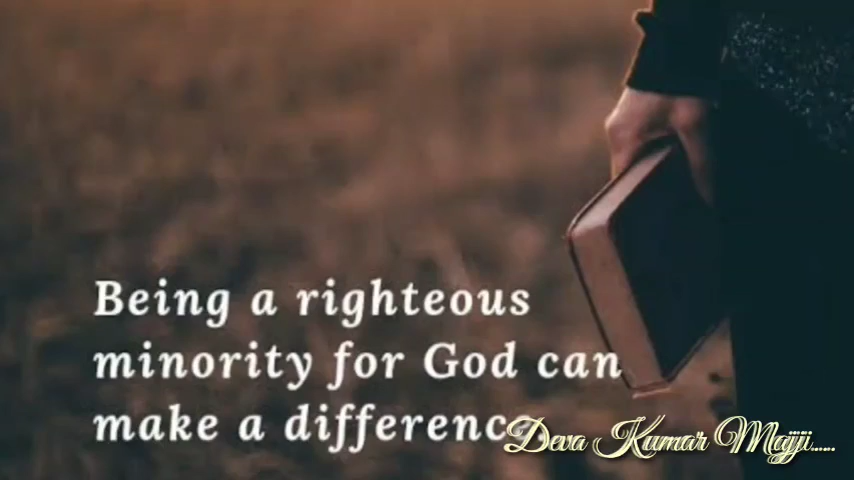 Being a righteous
minority for God can
make a differenc
Deva Kumar Majji.....